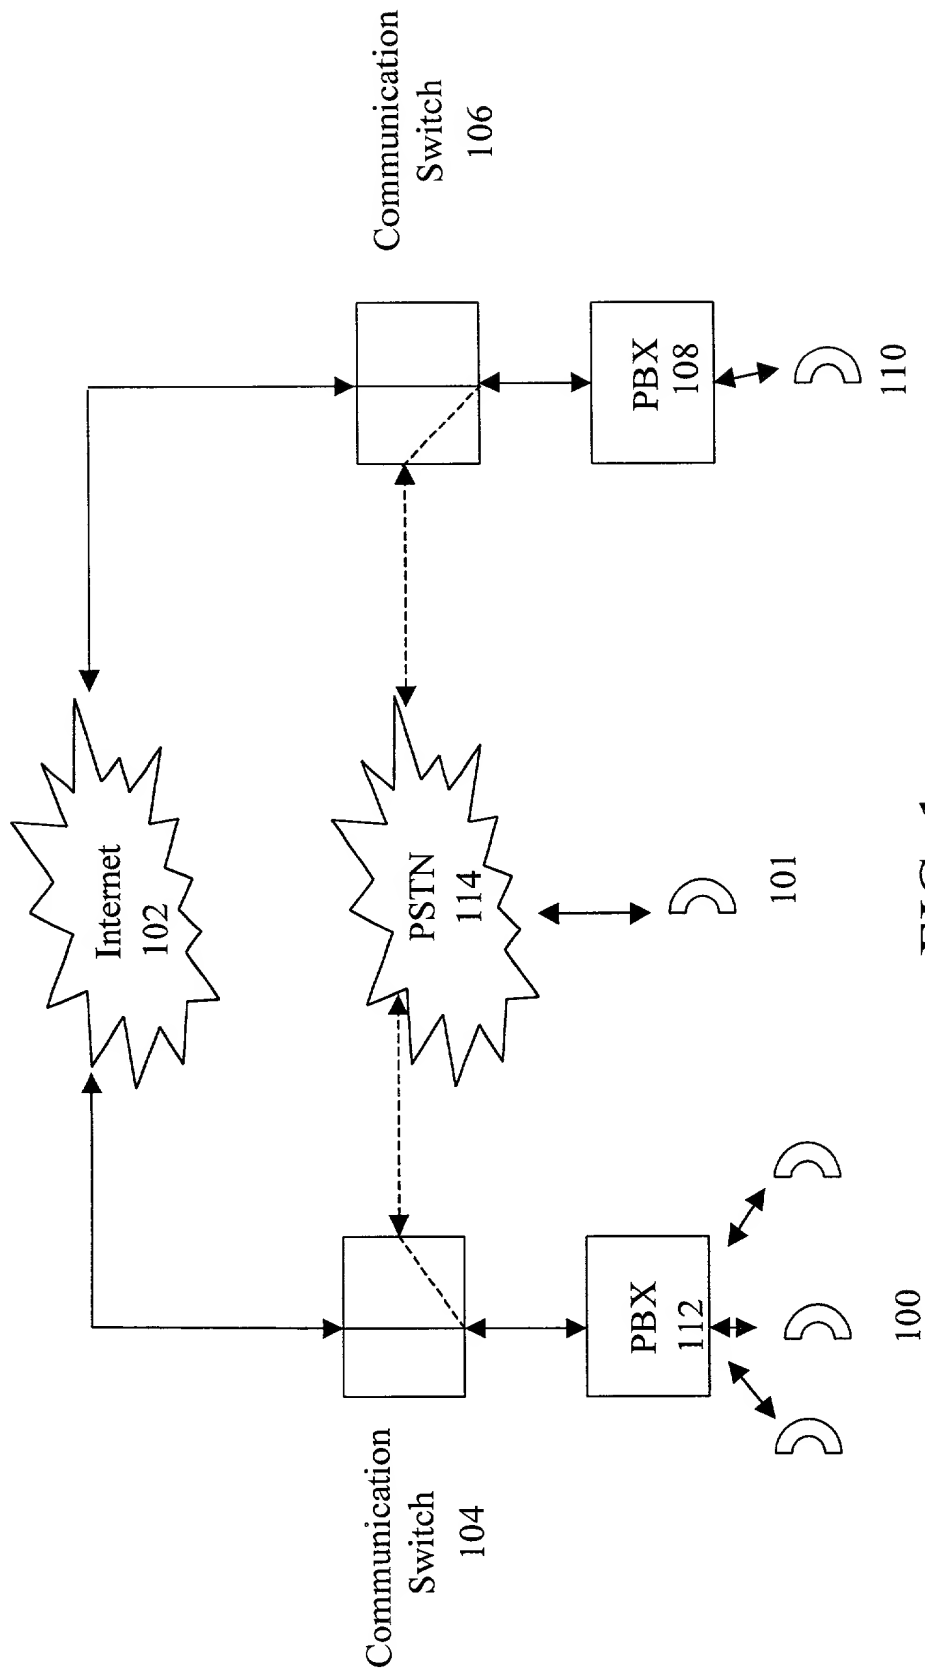 Internet
102
Communication
Switch
104
PSTN
114
Communication
Switch
106
PBX
112
PBX
108
100
101
110